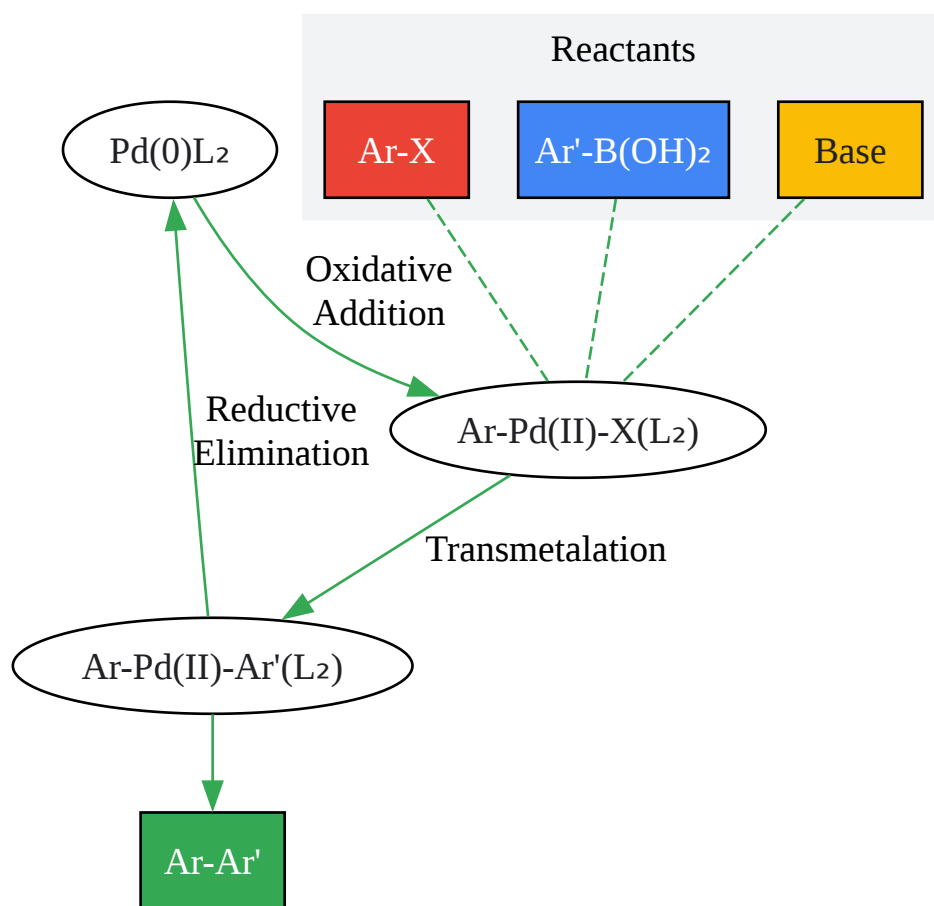 Reactants
Pd(0)L₂
Ar-X
Ar'-B(OH)₂
Base
Oxidative
Addition
Reductive
Elimination
Ar-Pd(II)-X(L₂)
Transmetalation
Ar-Pd(II)-Ar'(L₂)
Ar-Ar'